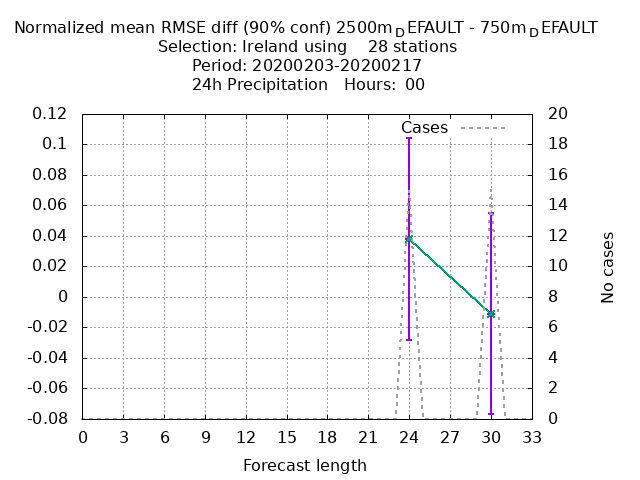 Normalized mean RMSE diff (90% conf) 2500m_DEFAULT - 750m_DEFAULT
Selection: Ireland using 28 stations
Period: 20200203-20200217
24h Precipitation Hours: 00
Cases
0.12
0.1
0.08
0.06
0.04
0.02
0
-0.02
-0.04
-0.06
-0.08
20
18
16
14
12
10
8
6
4
2
0
No cases
0 3 6 9 12 15 18 21 24 27 30 33
Forecast length